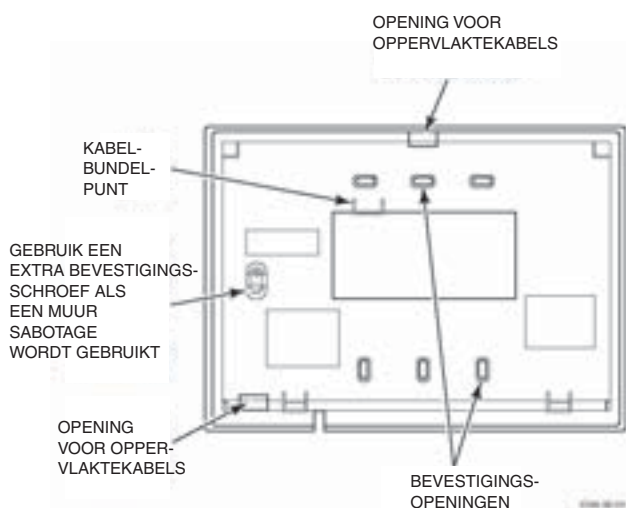 OPENING VOOR
OPPERVLAKTEKABELS
KABEL-
BUNDEL-
PUNT
GEBRUIK EEN
EXTRA BEVESTIGINGS-
SCHROEF ALS
EEN MUUR
SABOTAGE
WORDT GEBRUIKT
OPENING
VOOR OPPER-
VLAKTEKABELS
BEVESTIGINGS-
OPENINGEN